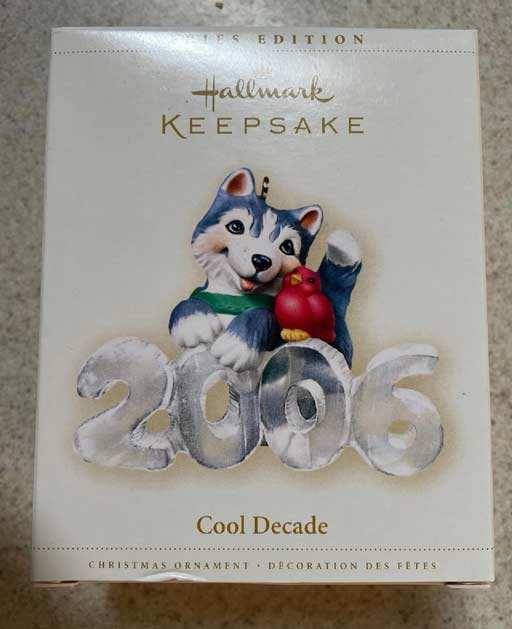 EDITION
Hallmark
KEEPSAKE
2006
Cool Decade
CHRISTMAS ORNAMENT · DÉCORATION DES FÊTES